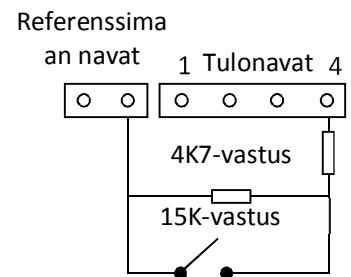 Referenssima
an navat
1 Tulonavat 4
4K7-vastus
15K-vastus